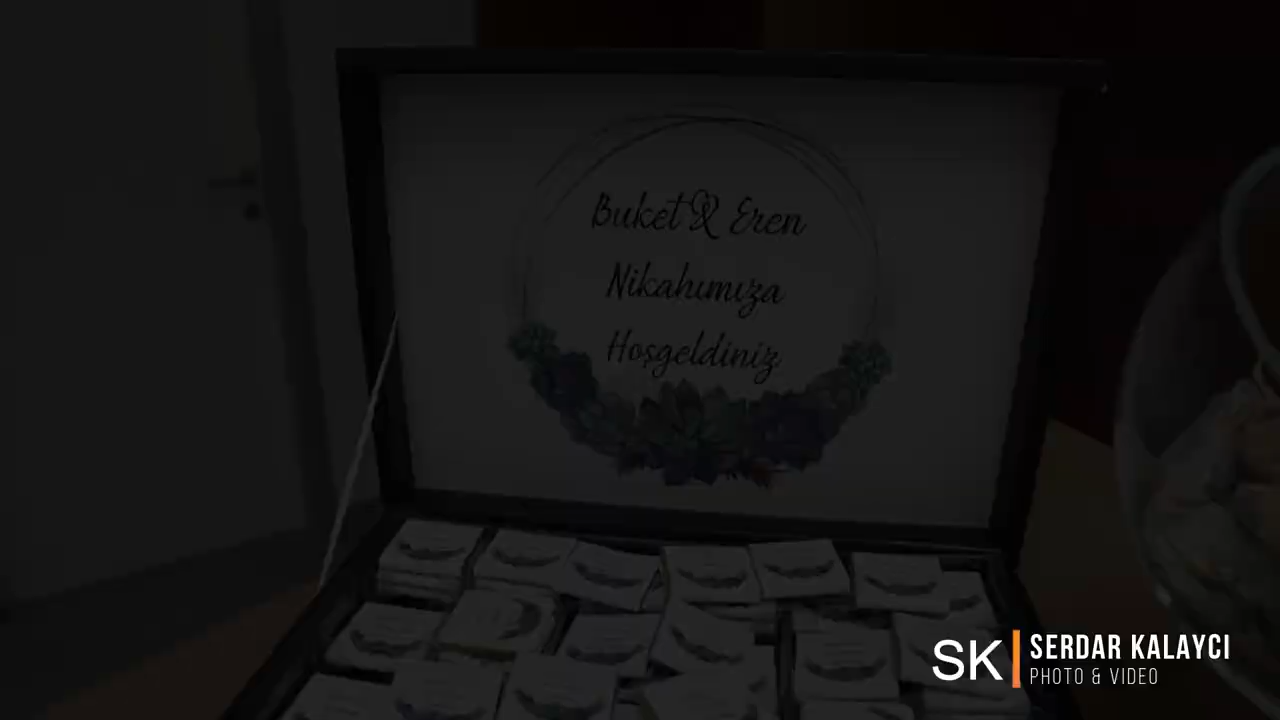 Buket & Eren
Nikahımıza
Hoşgeldiniz
SK
SERDAR KALAYCI
PHOTO & VIDEO